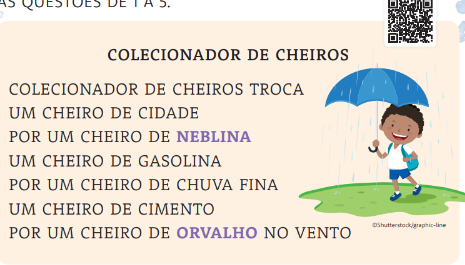 AS QUESTÕES DE 1 A 5.
COLECIONADOR DE CHEIROS
COLECIONADOR DE CHEIROS TROCA
UM CHEIRO DE CIDADE
POR UM CHEIRO DE NEBLINA
UM CHEIRO DE GASOLINA
POR UM CHEIRO DE CHUVA FINA
UM CHEIRO DE CIMENTO
POR UM CHEIRO DE ORVALHO NO VENTO
©Shutterstock/graphic-line